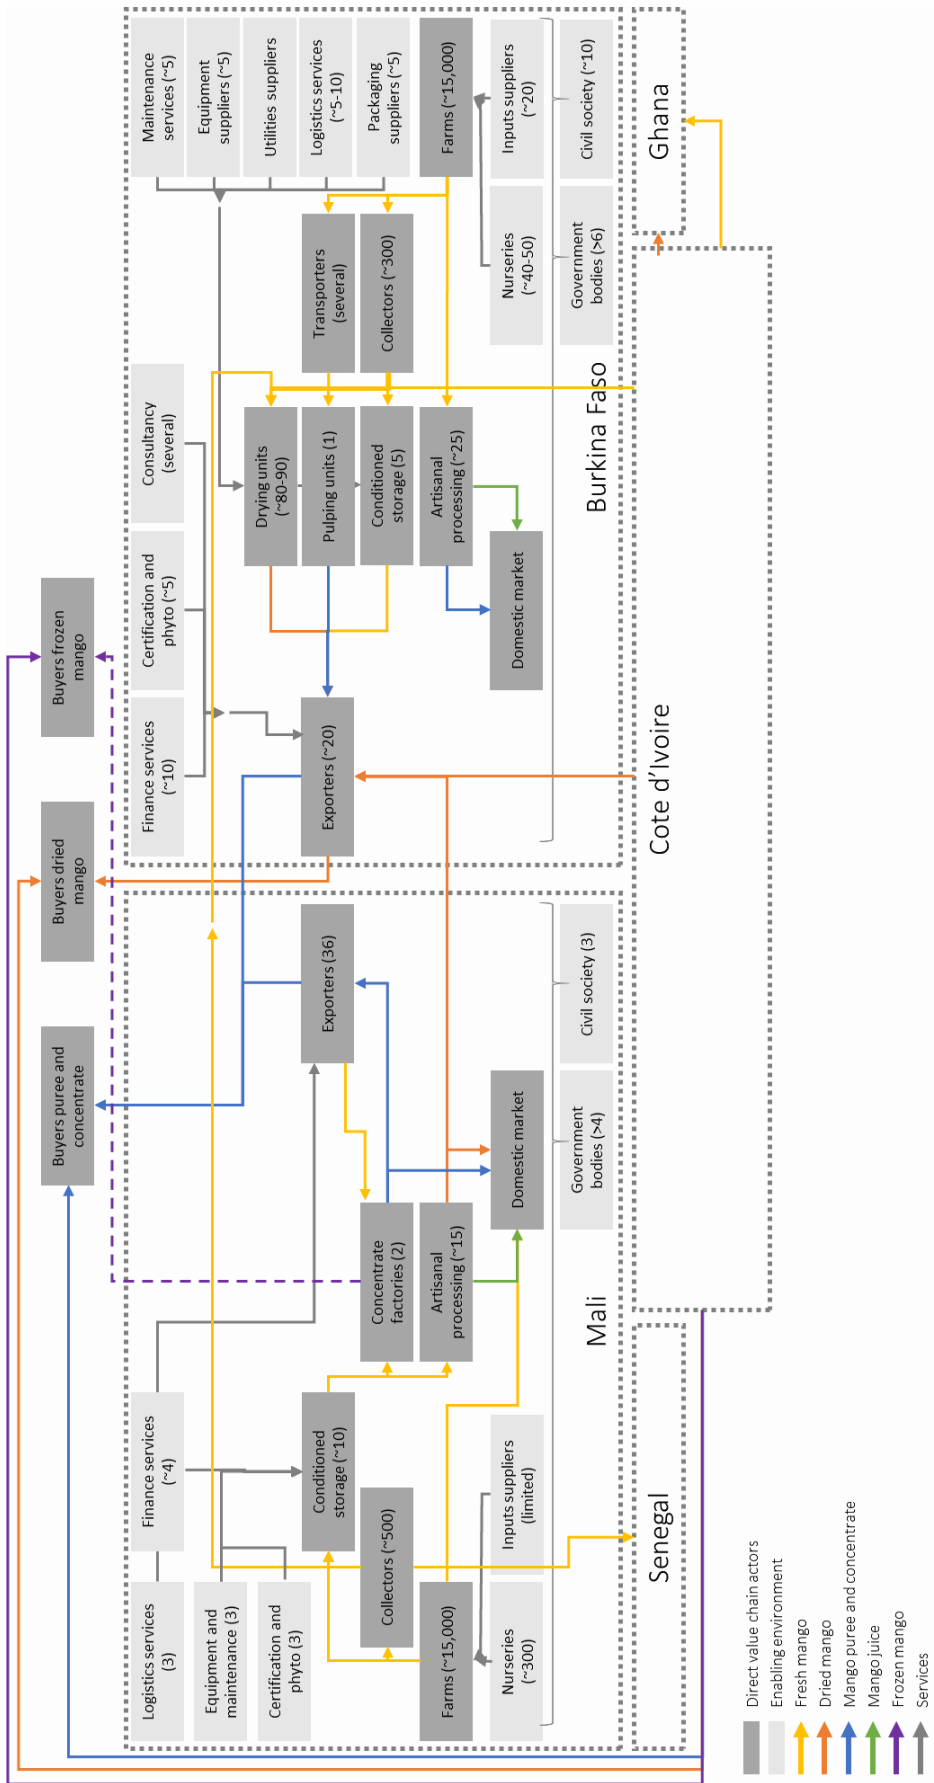 Buyers puree and
concentrate
Buyers dried
mango
Buyers frozen
mango
Logistics services
(3)
Finance services
(~4)
Equipment and
maintenance (3)
Certification and
phyto (3)
Conditioned
storage (~10)
Exporters (36)
Collectors (~500)
Concentrate
factories (2)
Farms (~15,000)
Artisanal
processing (~15)
Nurseries
(~300)
Inputs suppliers
(limited)
Domestic market
Government
bodies (>4)
Civil society (3)
Mali
Finance services
(~10)
Certification and
phyto (~5)
Consultancy
(several)
Maintenance
services (~5)
Equipment
suppliers (~5)
Utilities suppliers
Logistics services
(~5-10)
Packaging
suppliers (~5)
Exporters (~20)
Drying units
(~80-90)
Pulping units (1)
Conditioned
storage (5)
Artisanal
processing (~25)
Transporters
(several)
Collectors (~300)
Farms (~15,000)
Domestic market
Nurseries
(~40-50)
Inputs suppliers
(~20)
Government
bodies (>6)
Civil society (~10)
Burkina Faso
Senegal
Cote d'Ivoire
Ghana
Direct value chain actors
Enabling environment
Fresh mango
Dried mango
Mango puree and concentrate
Mango juice
Frozen mango
Services